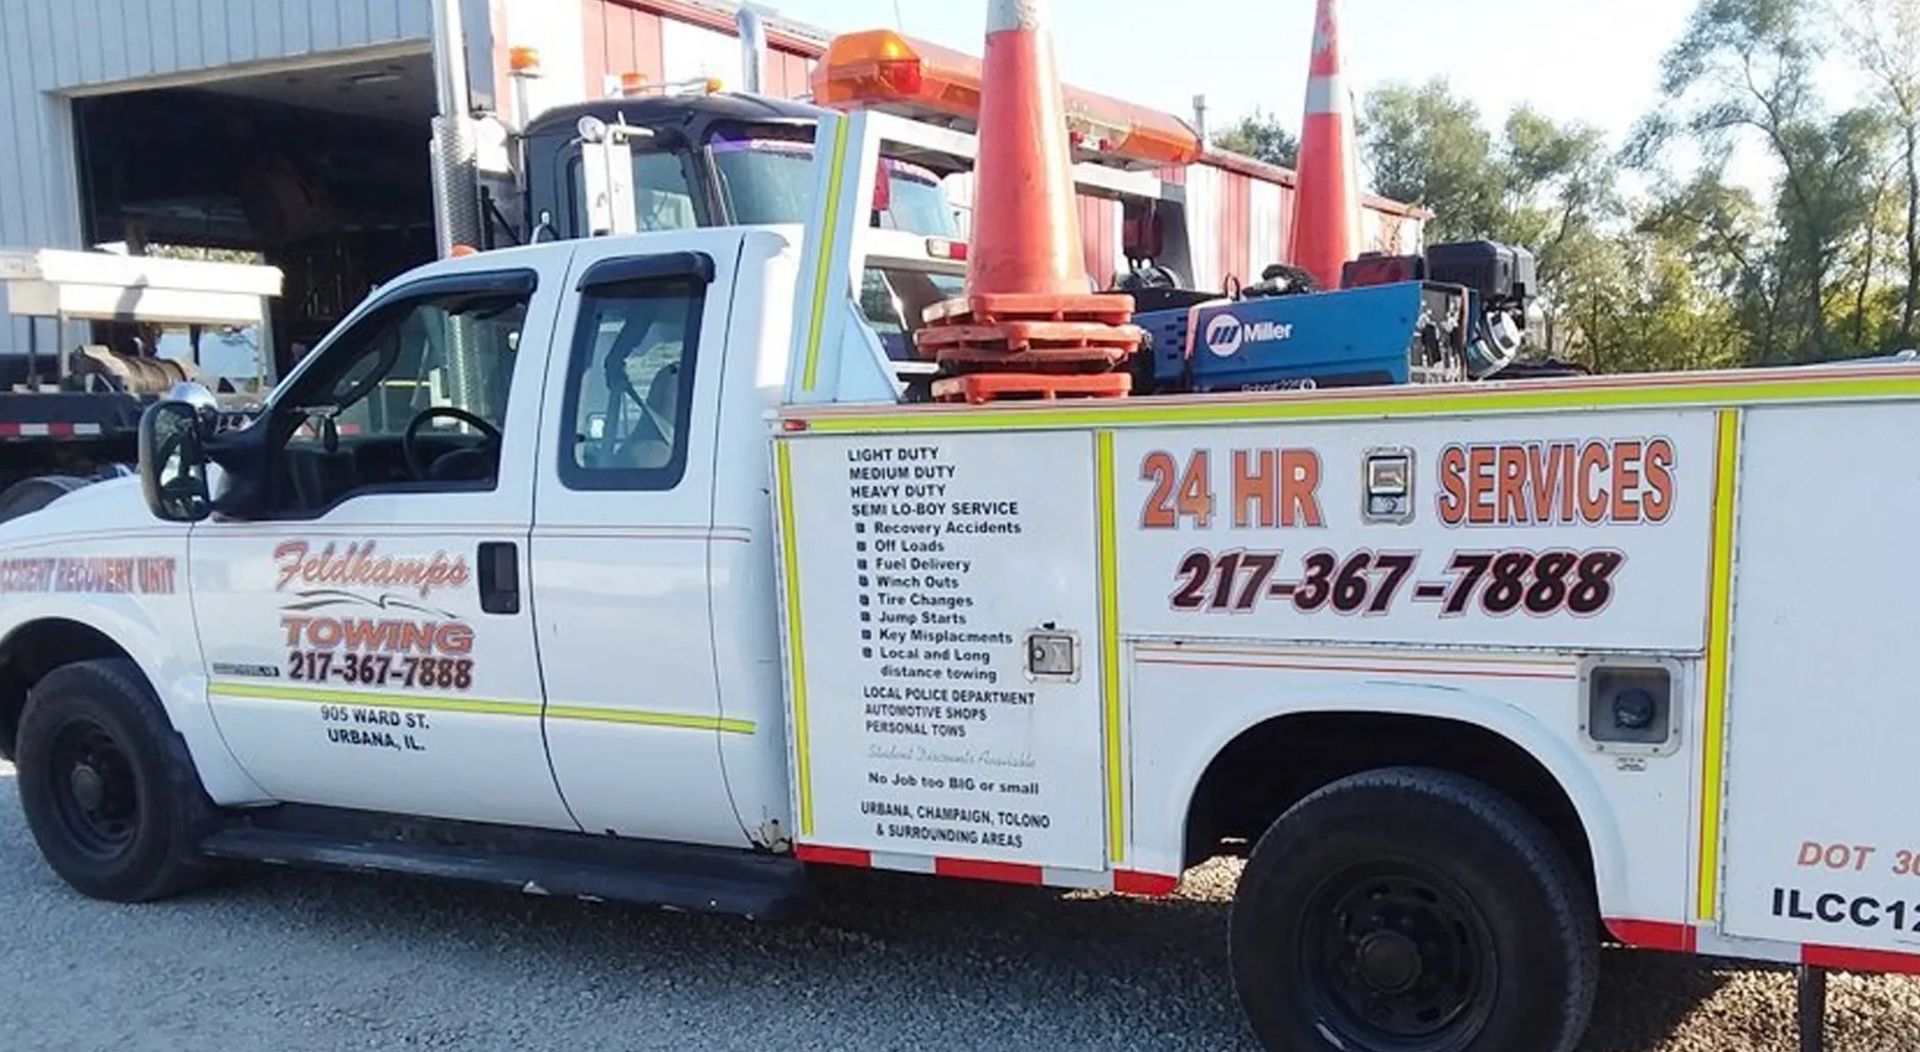 Miller
LIGHT DUTY
MEDIUM DUTY
HEAVY DUTY
SEMI LO-BOY SERVICE
Recovery Accidents
Off Loads
Fuel Delivery
Winch Outs
Tire Changes
Jump Starts
Key Misplacments
Local and Long
distance towing
LOCAL POLICE DEPARTMENT
AUTOMOTIVE SHOPS
PERSONAL TOWS
Student Discounts Available
No Job too BIG or small
URBANA, CHAMPAIGN, TOLONO
& SURROUNDING AREAS
24 HR SERVICES
217-367-7888
RECOVERY UNIT
Feldkamps
TOWING
217-367-7888
905 WARD ST.
URBANA, IL.
DOT 30
ILCC12